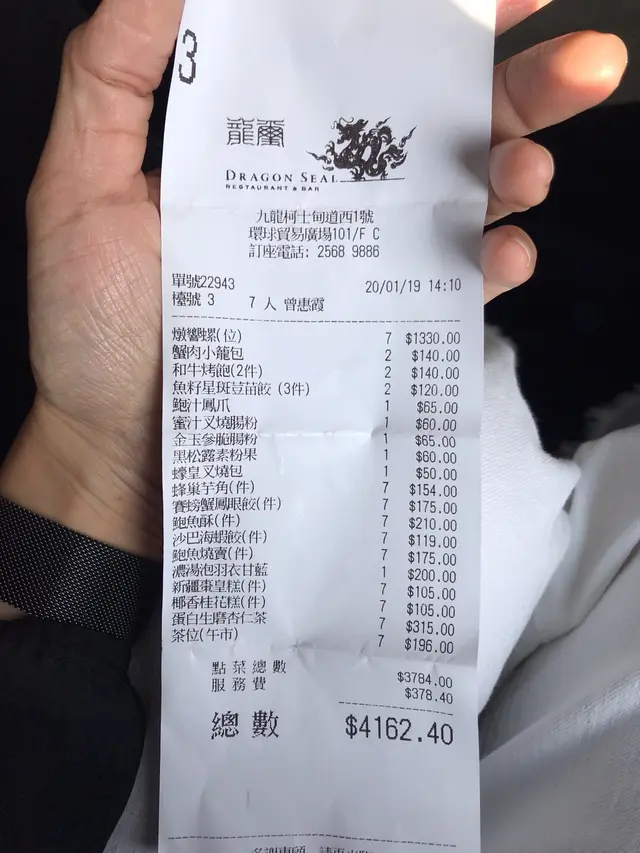 3
龍璽
DRAGON SEAL
RESTAURANT & BAR
九龍柯士甸道西1號
環球貿易廣場101/F C
訂座電話: 2568 9886
單號22943 20/01/19 14:10
檯號 3 7 人 曾惠霞
燉響螺(位) 7 $1330.00
蟹肉小龍包 2 $140.00
和牛烤飽(2件) 2 $140.00
魚籽星斑荳苗餃 (3件) 2 $120.00
鮑汁鳳爪 1 $65.00
蜜汁叉燒腸粉 1 $60.00
金玉參脆腸粉 1 $65.00
黑松露素粉果 1 $60.00
蠔皇叉燒包 1 $50.00
蜂巢芋角(件) 7 $154.00
賽螃蟹鳳眼餃(件) 7 $175.00
鮑魚酥(件) 7 $210.00
沙巴海蝦餃(件) 7 $119.00
鮑魚燒賣(件) 7 $175.00
濃湯泡羽衣甘藍 1 $200.00
新疆棗皇糕(件) 7 $105.00
椰香桂花糕(件) 7 $105.00
蛋白生磨杏仁茶 7 $315.00
茶位(午市) 7 $196.00
點菜總數 $3784.00
服務費 $378.40
總數 $4162.40